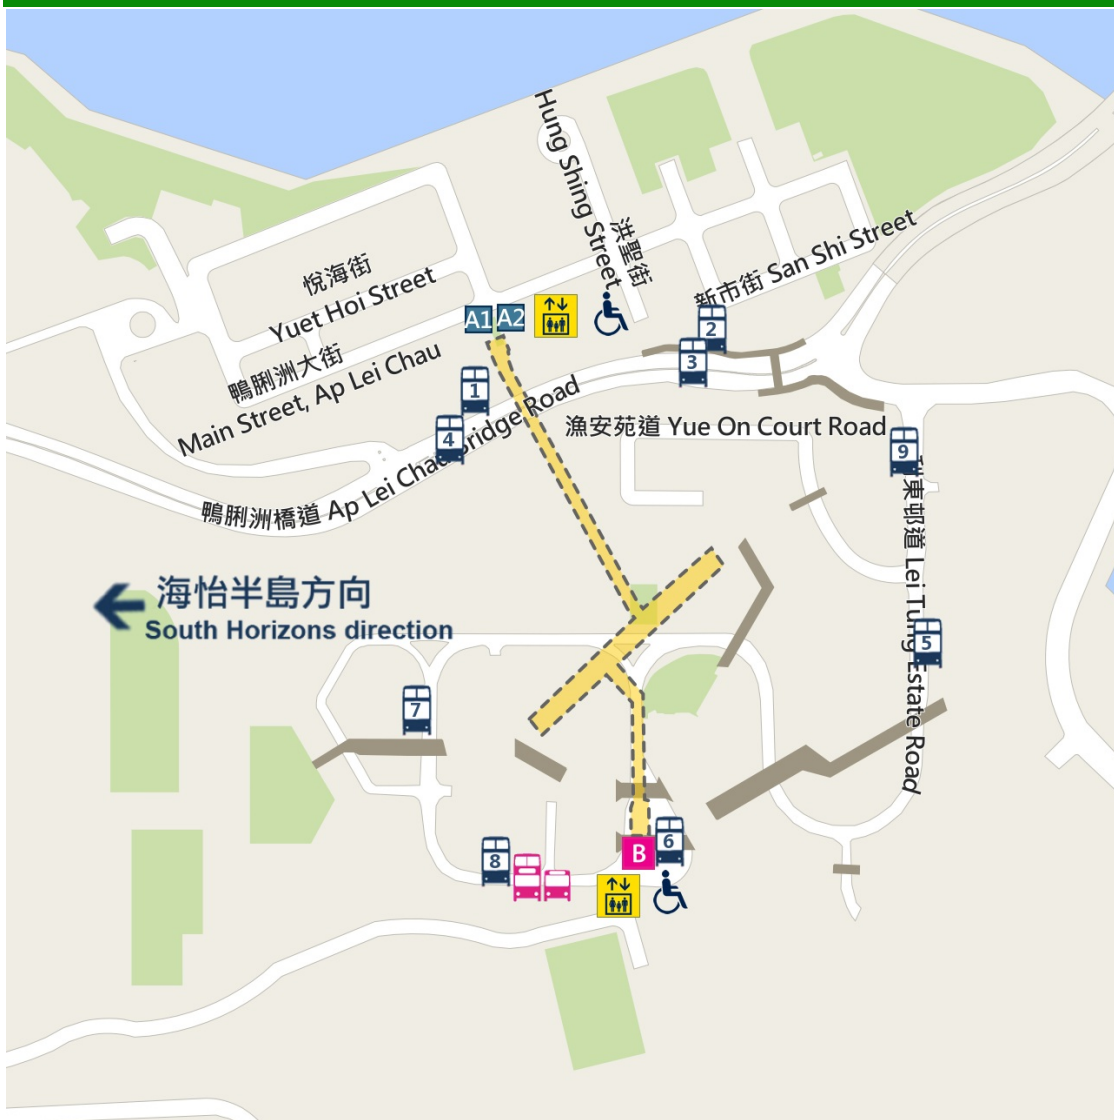 Hung Shing Street
洪聖街
新市街 San Shi Street
悅海街
Yuet Hoi Street
A1
A2
2
3
鴨脷洲大街
Main Street, Ap Lei Chau
1
4
漁安苑道 Yue On Court Road
9
鴨脷洲橋道 Ap Lei Chau Bridge Road
東邨道 Lei Tung Estate Road
海怡半島方向
South Horizons direction
5
7
6
B
8